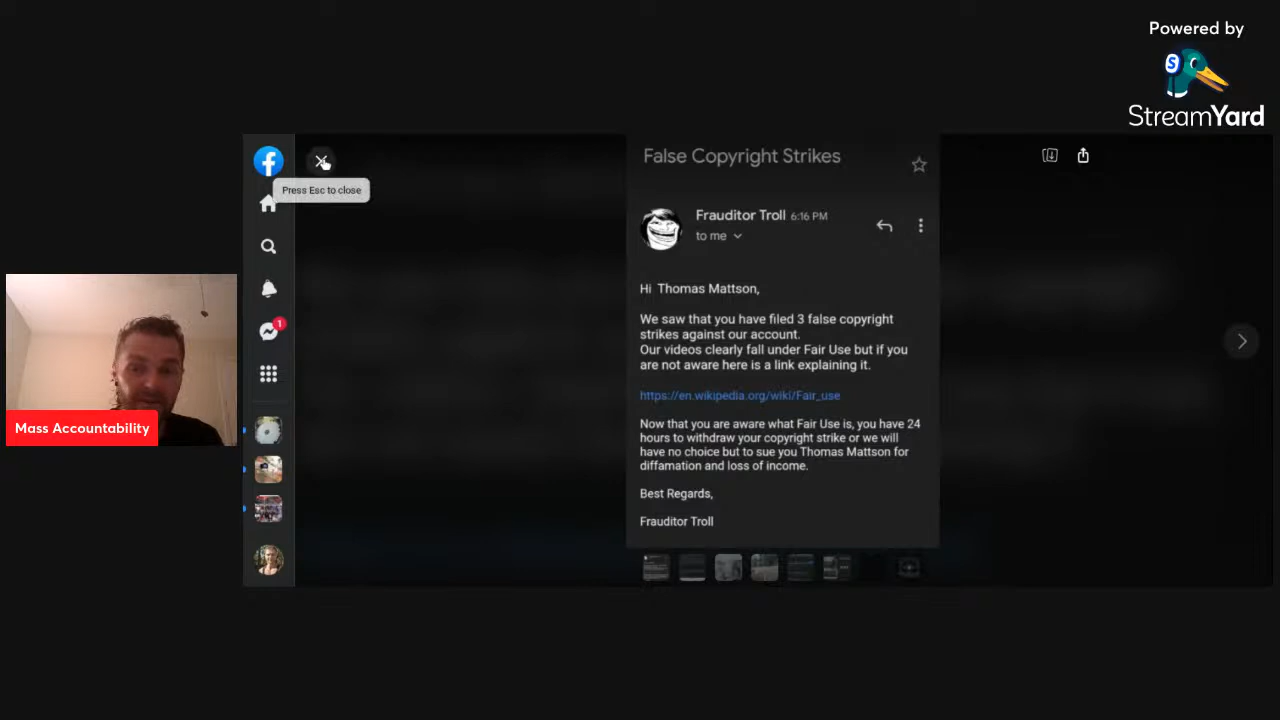 Powered by
StreamYard
False Copyright Strikes
Press Esc to close
Frauditor Troll 6:16 PM
to me
1
Hi Thomas Mattson,
We saw that you have filed 3 false copyright
strikes against our account.
Our videos clearly fall under Fair Use but if you
are not aware here is a link explaining it.
https://en.wikipedia.org/wiki/Fair_use
Now that you are aware what Fair Use is, you have 24
hours to withdraw your copyright strike or we will
have no choice but to sue you Thomas Mattson for
diffamation and loss of income.
Best Regards,
Frauditor Troll
Mass Accountability